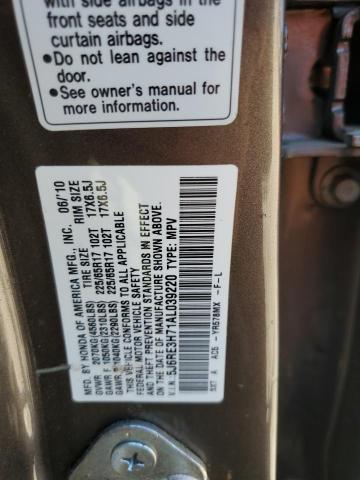 with side airbags in the
front seats and side
curtain airbags.
●Do not lean against the
door.
●See owner's manual for
more information.
MFD. BY HONDA OF AMERICA MFG., INC. 06/10
TIRE SIZE RIM SIZE
GVWR 2070KG(4560LBS) 225/65R17 102T 17X6.5J
GAWR F 1050KG(2310LBS) 225/65R17 102T 17X6.5J
GAWR R 1040KG(2290LBS)
THIS VEHICLE CONFORMS TO ALL APPLICABLE
FEDERAL MOTOR VEHICLE SAFETY
AND THEFT PREVENTION STANDARDS IN EFFECT
ON THE DATE OF MANUFACTURE SHOWN ABOVE.
V.I.N. 5J6RE3H71AL039220 TYPE: MPV
SXT A AC5 -YR578MX -F-L